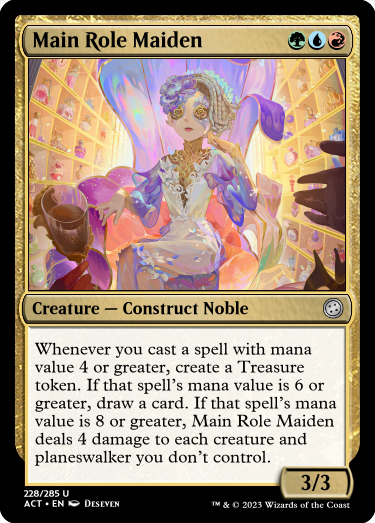 Main Role Maiden
Creature — Construct Noble
Whenever you cast a spell with mana
value 4 or greater, create a Treasure
token. If that spell's mana value is 6 or
greater, draw a card. If that spell's mana
value is 8 or greater, Main Role Maiden
deals 4 damage to each creature and
planeswalker you don't control.
3/3
228/285 U
ACT • EN Deseven
™ & © 2023 Wizards of the Coast